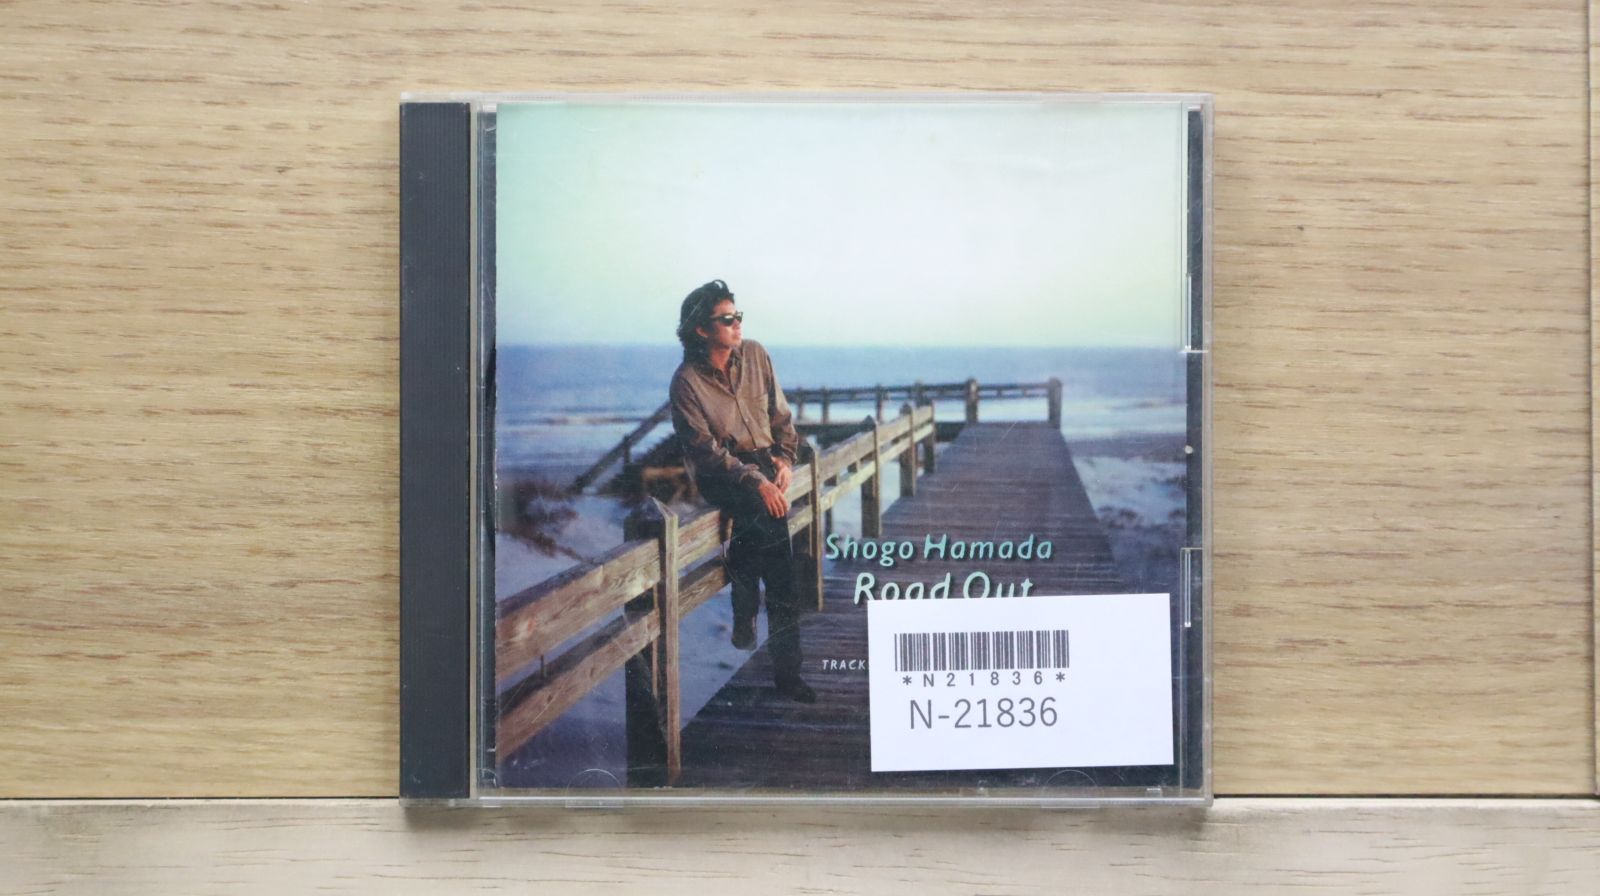 Shogo Hamada
Road Out
TRACK
*N21836*
N-21836